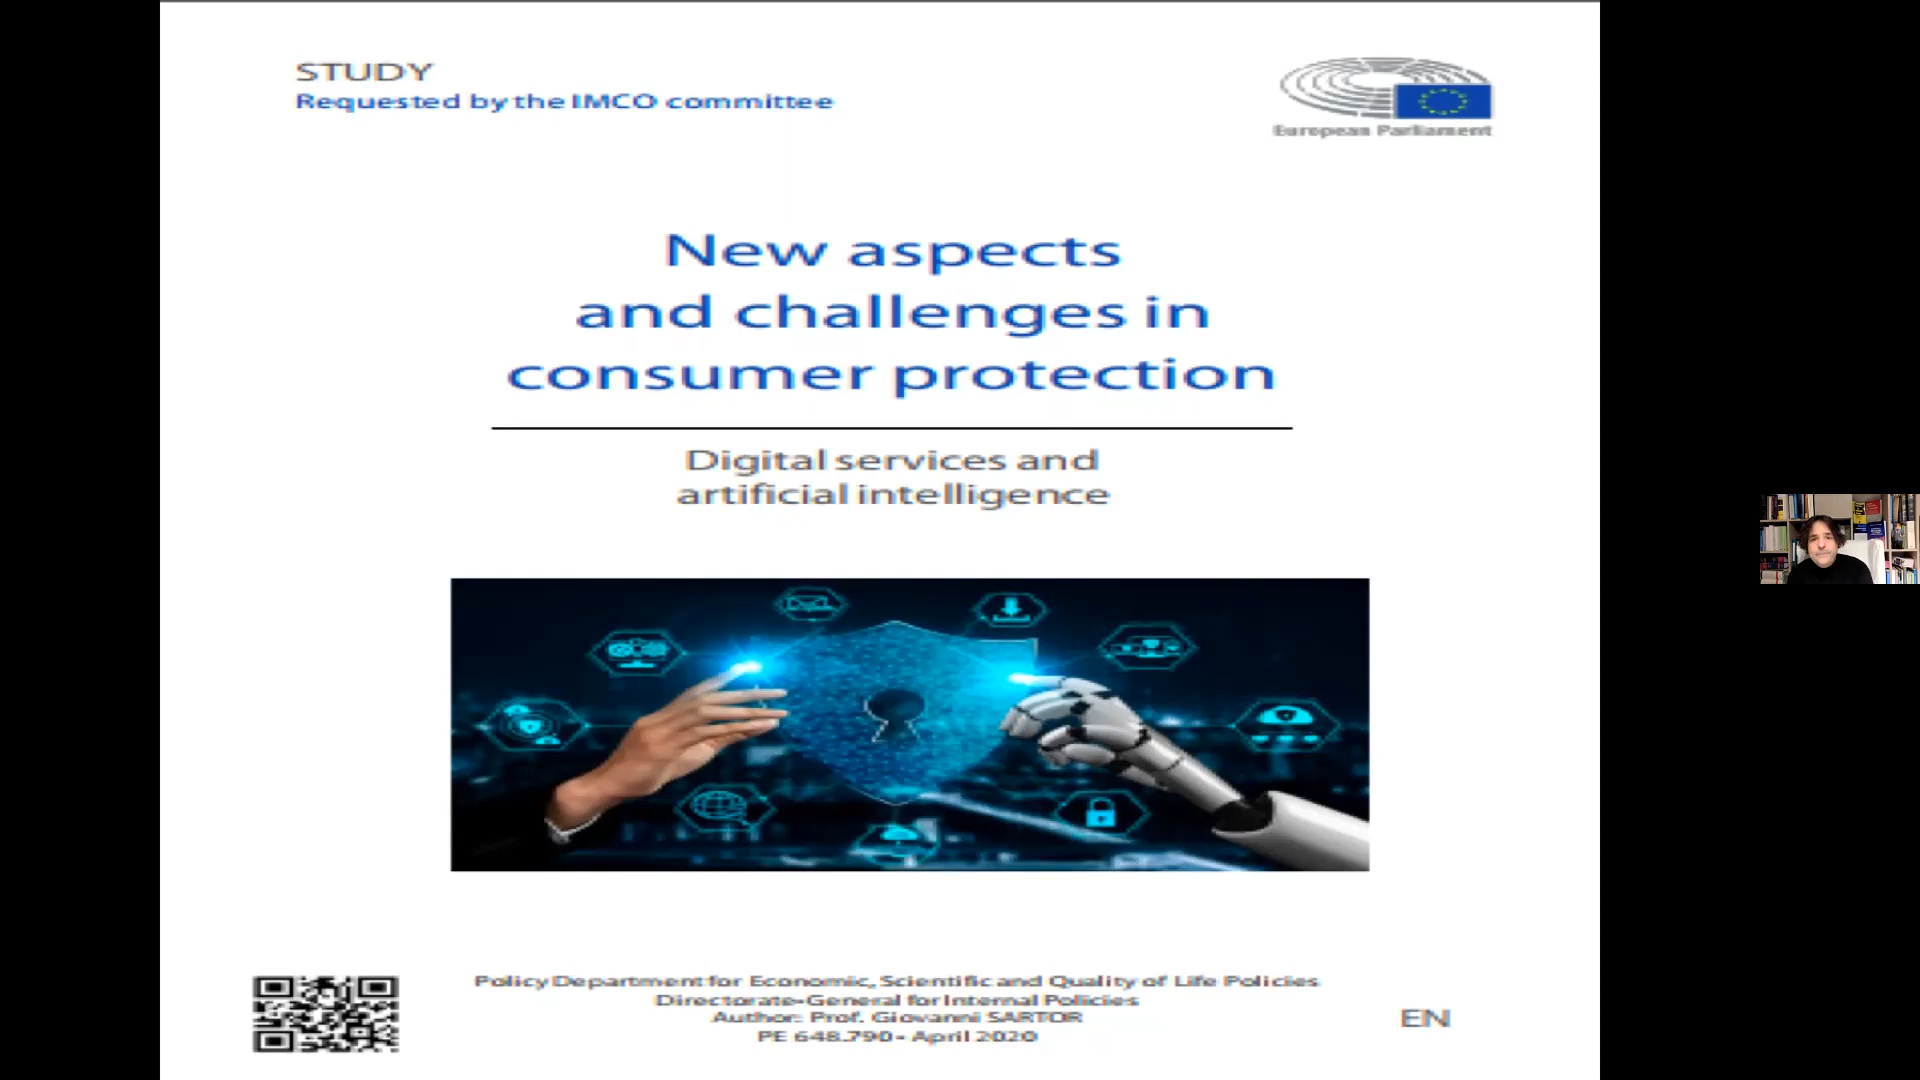 STUDY
Requested by the IMCO committee
European Parliament
New aspects
and challenges in
consumer protection
Digital services and
artificial intelligence
Policy Department for Economic, Scientific and Quality of Life Policies
Directorate-General for Internal Policies
Author: Prof. Giovanni SARTOR
PE 648.790 - April 2020
EN